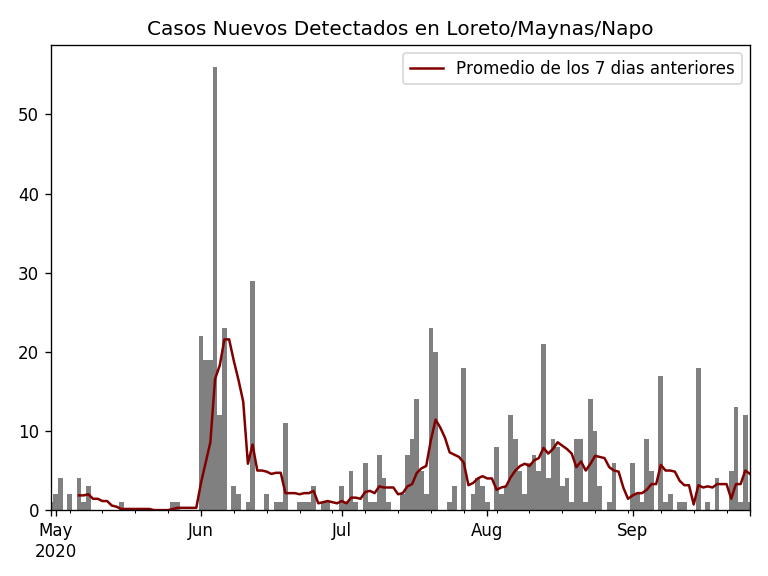 Casos Nuevos Detectados en Loreto/Maynas/Napo
Promedio de los 7 dias anteriores
50
40
30
20
10
0
May Jun Jul Aug Sep
2020